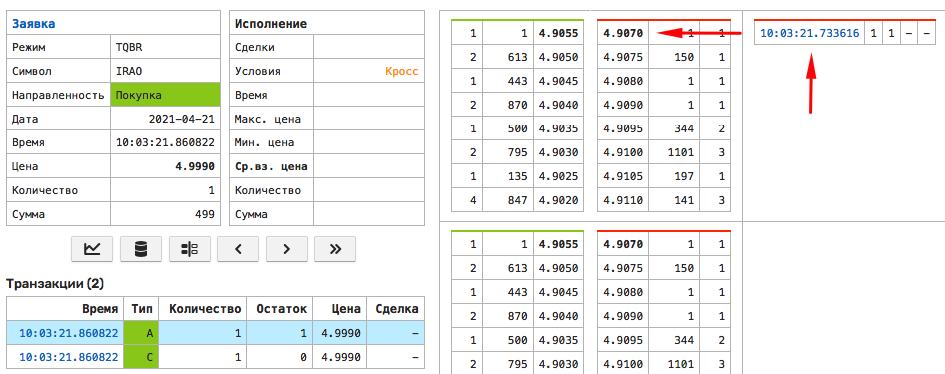 Заявка
Режим TQBR
Символ IRAO
Направленность Покупка
Дата 2021-04-21
Время 10:03:21.860822
Цена 4.9990
Количество 1
Сумма 499
Исполнение
Сделки
Условия Кросс
Время
Макс. цена
Мин. цена
Ср.вз. цена
Количество
Сумма
Транзакции (2)
Время Тип Количество Остаток Цена Сделка
10:03:21.860822 A 1 1 4.9990 –
10:03:21.860822 C 1 0 4.9990 –
1 1 4.9055 4.9070 1 1
2 613 4.9050 4.9075 150 1
1 443 4.9045 4.9080 1 1
2 870 4.9040 4.9090 1 1
1 500 4.9035 4.9095 344 2
2 795 4.9030 4.9100 1101 3
1 135 4.9025 4.9105 197 1
4 847 4.9020 4.9110 141 3
10:03:21.733616 1 1 – –
1 1 4.9055 4.9070 1 1
2 613 4.9050 4.9075 150 1
1 443 4.9045 4.9080 1 1
2 870 4.9040 4.9090 1 1
1 500 4.9035 4.9095 344 2
2 795 4.9030 4.9100 1101 3